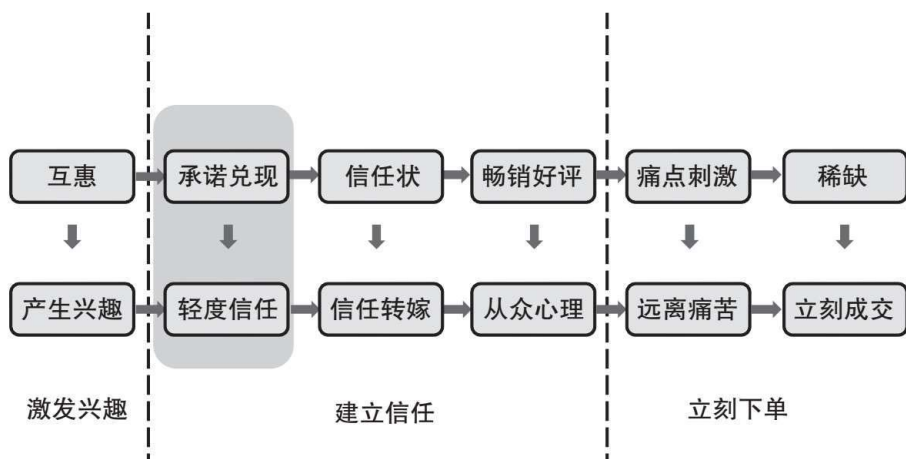 互惠
承诺兑现
信任状
畅销好评
痛点刺激
稀缺
产生兴趣
轻度信任
信任转嫁
从众心理
远离痛苦
立刻成交
激发兴趣
建立信任
立刻下单